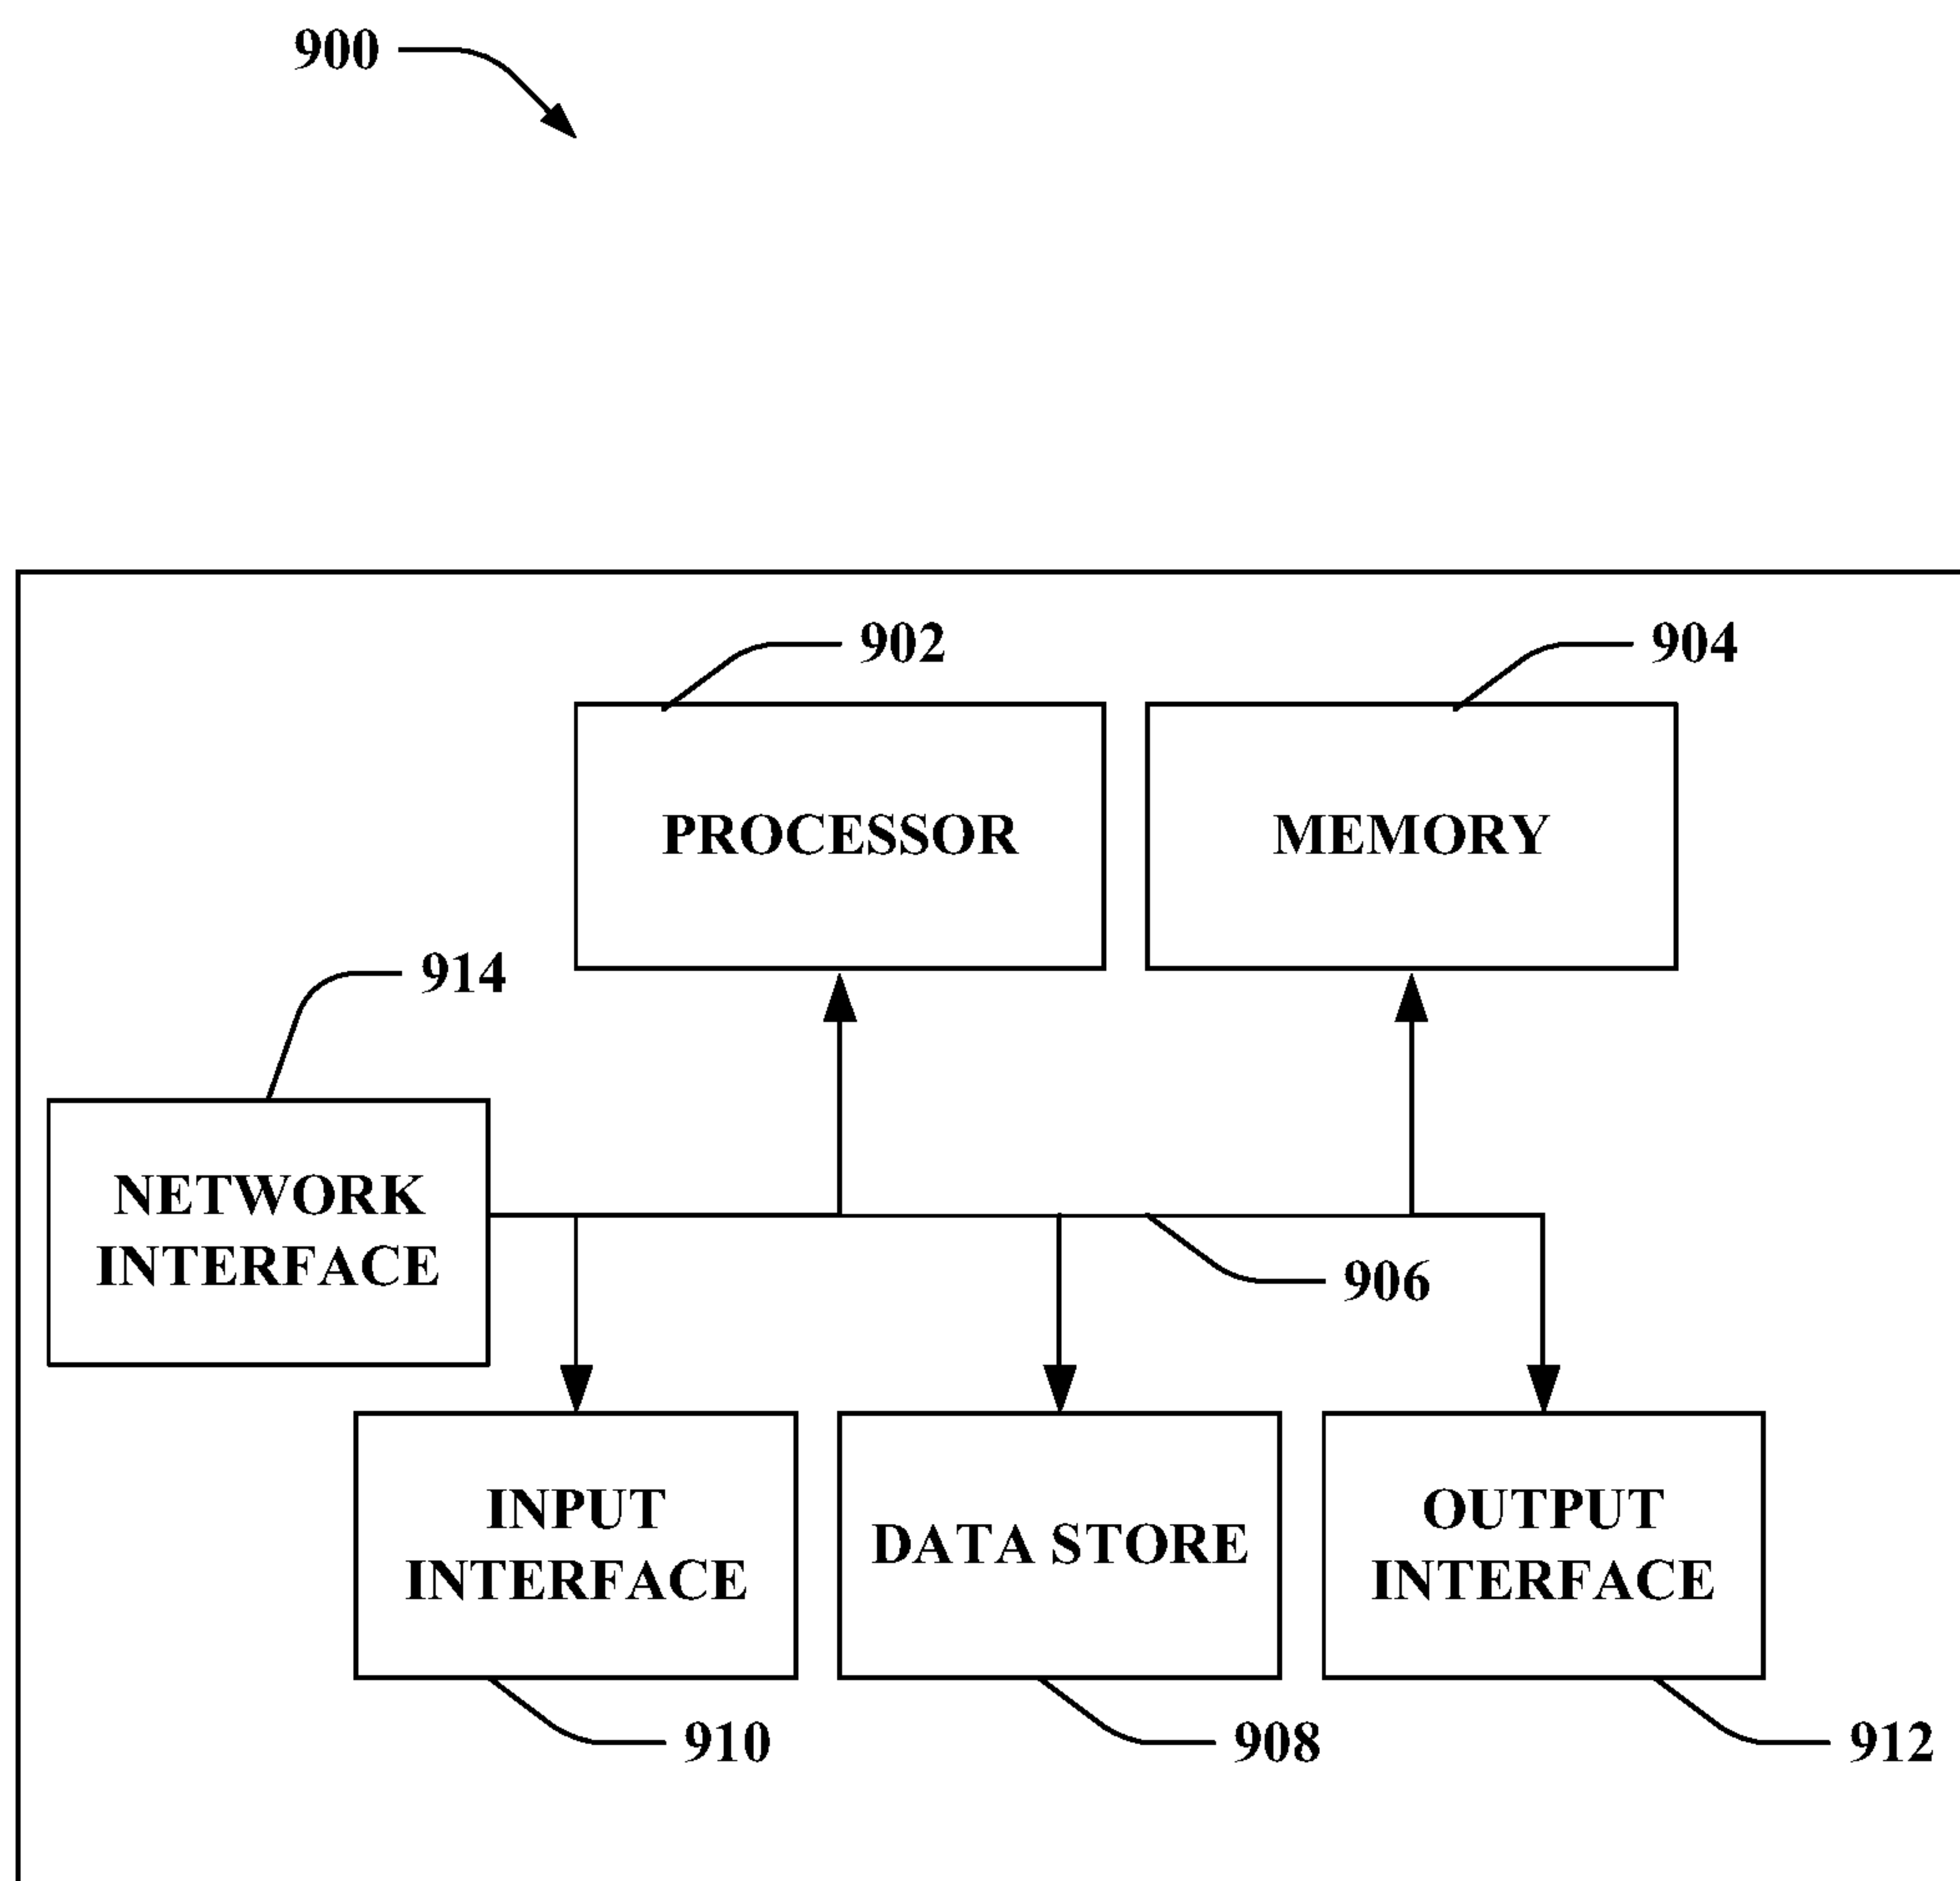 900
902
904
PROCESSOR
MEMORY
914
NETWORK
INTERFACE
906
INPUT
INTERFACE
DATA STORE
OUTPUT
INTERFACE
910
908
912